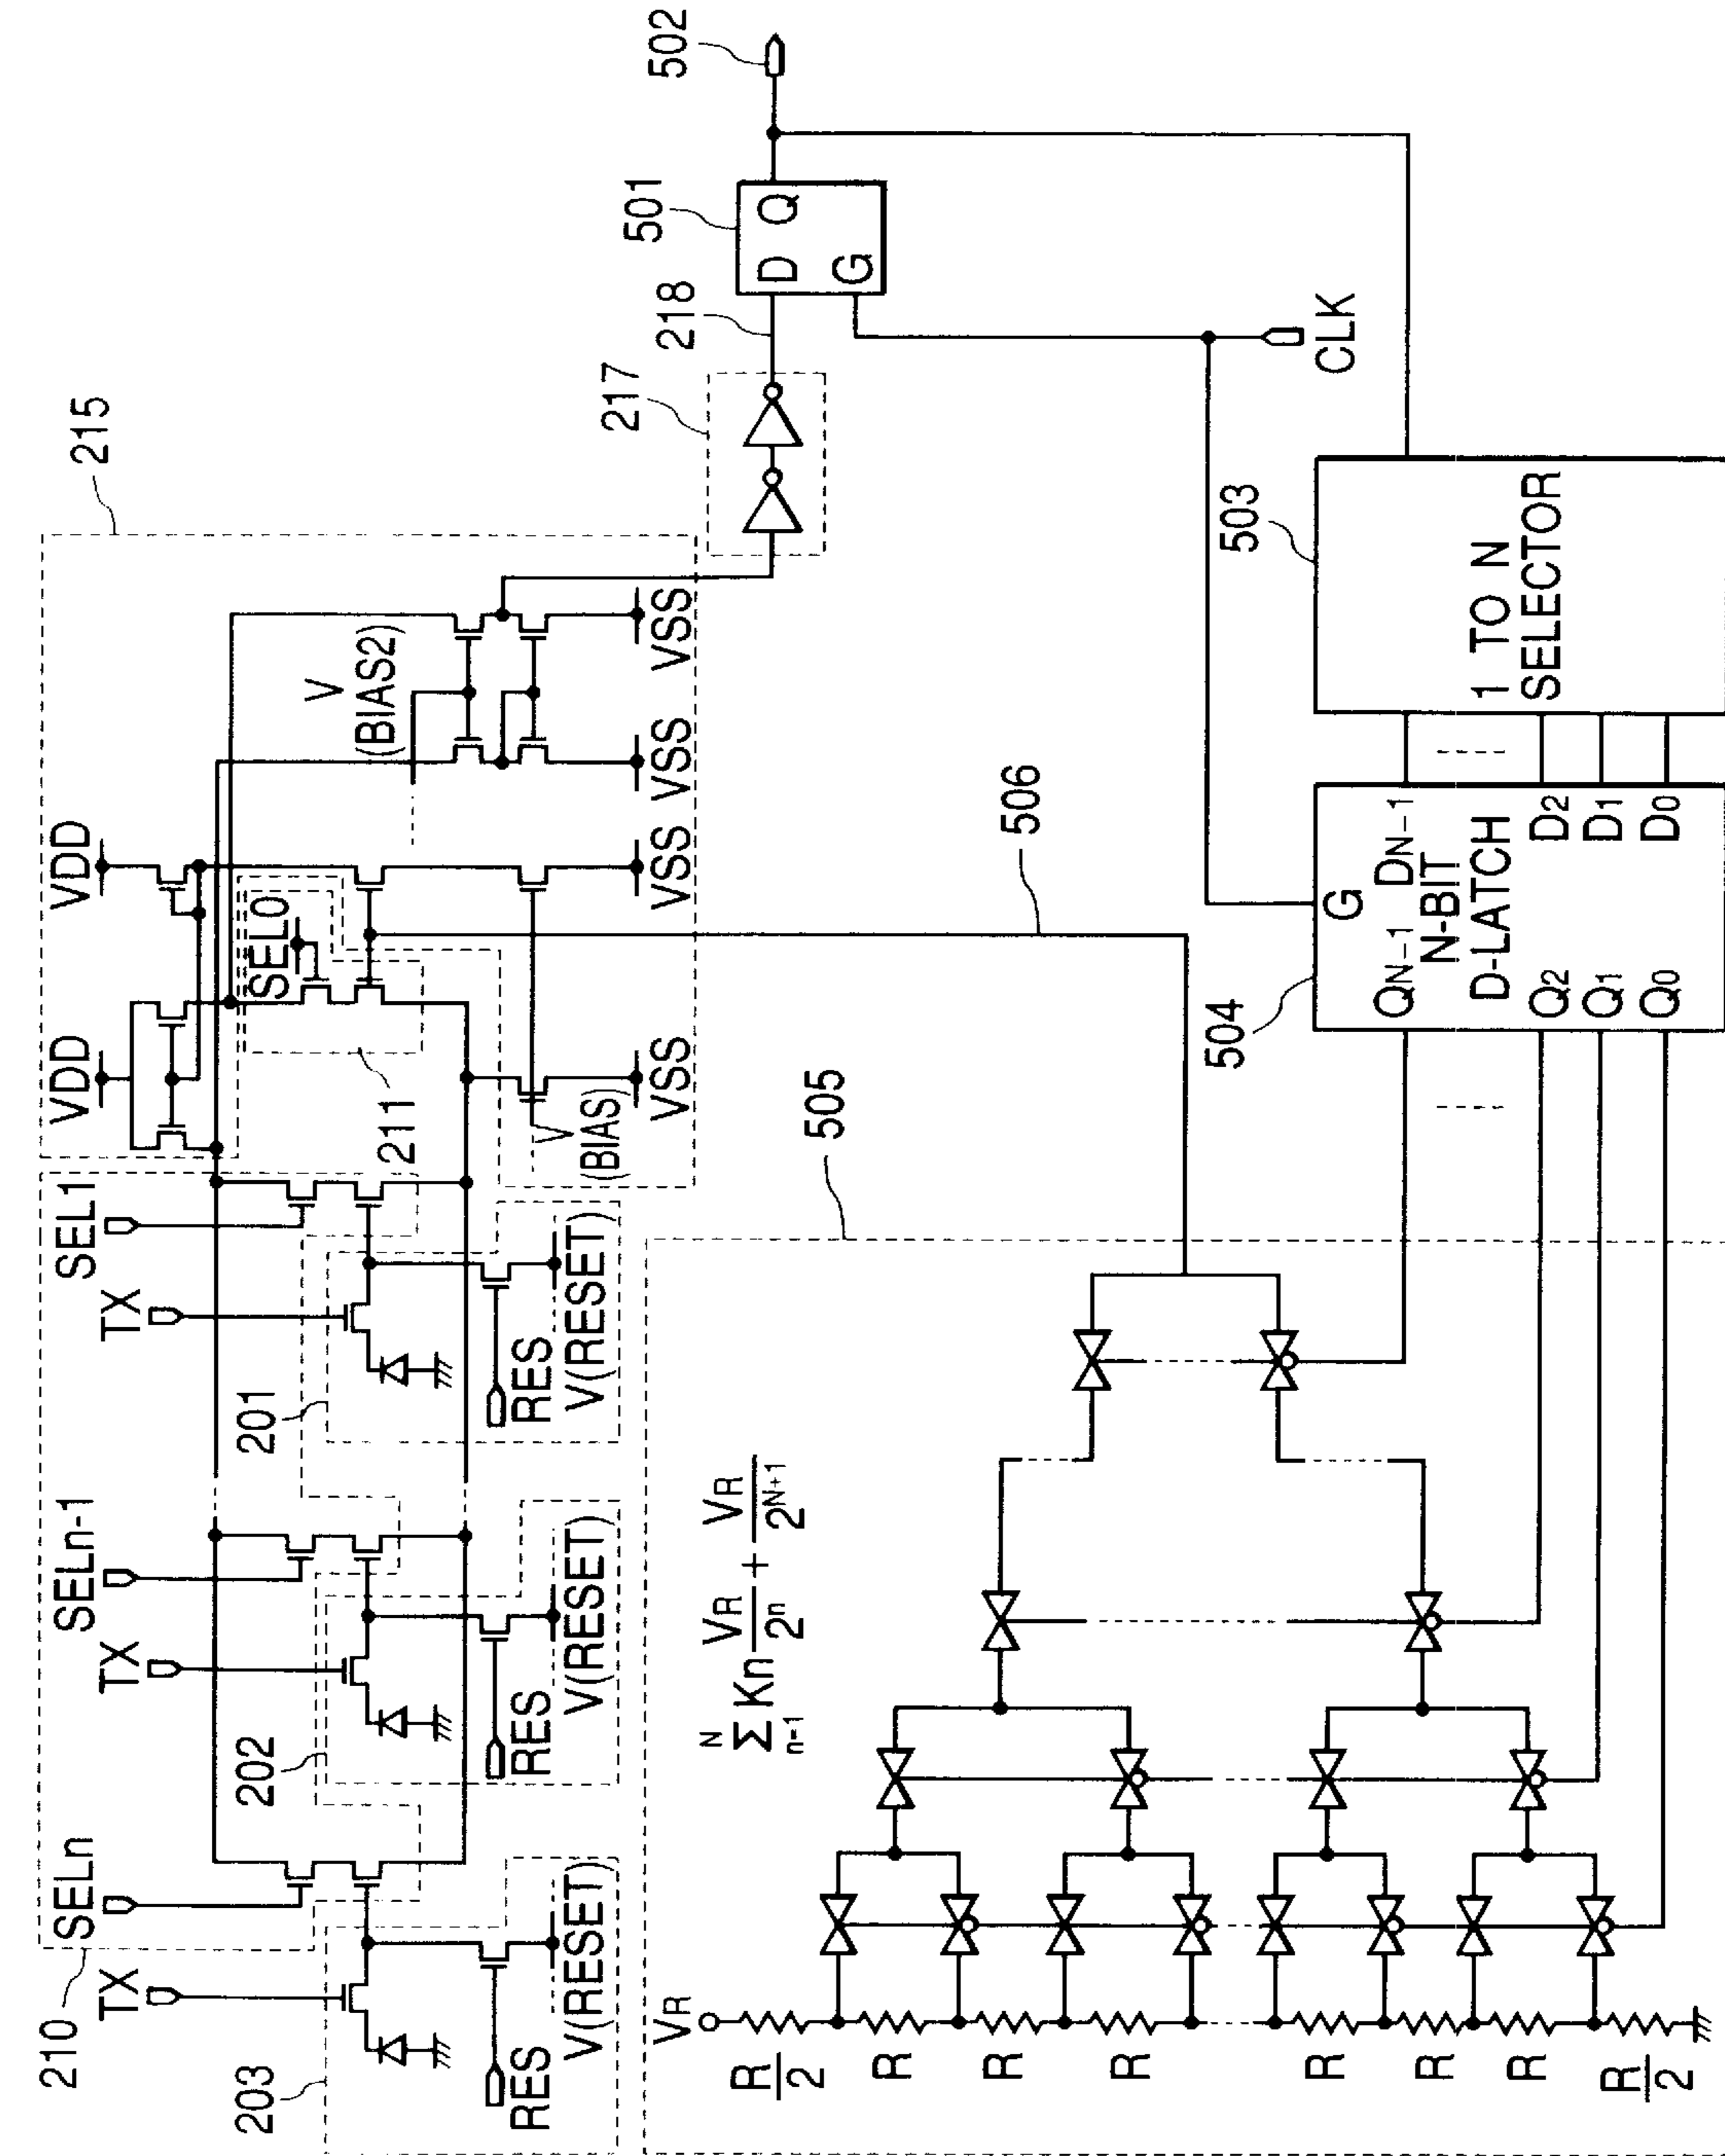 210
SELn
SELn-1
SEL1
VDD
VDD
215
TX
TX
TX
SEL0
V
(BIAS2)
203
202
201
211
RES
V(RESET)
RES
V(RESET)
RES
V(RESET)
V
(BIAS)
VSS
VSS
VSS
VSS
217
218
501
502
D
Q
G
CLK
506
505
VR
N
Σ Kn VR/2^n + VR/2^N+1
n-1
R/2
R
R
R
R
R
R
R/2
504
G
QN-1
DN-1
N-BIT
D-LATCH
Q2
D2
Q1
D1
Q0
D0
503
1 TO N
SELECTOR